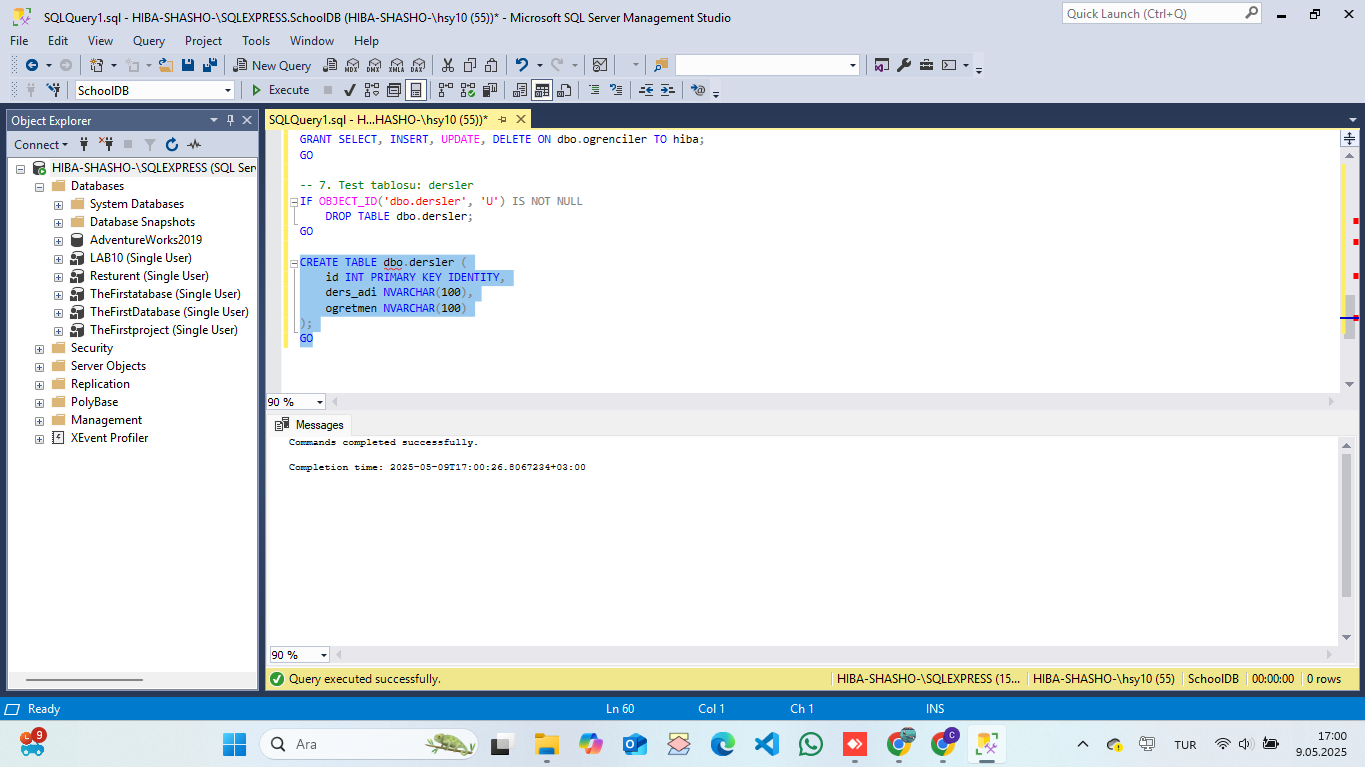 SQLQuery1.sql - HIBA-SHASHO-\SQLEXPRESS.SchoolDB (HIBA-SHASHO-\hsy10 (55))* - Microsoft SQL Server Management Studio
Quick Launch (Ctrl+Q)
File Edit View Query Project Tools Window Help
New Query
MDX DMX XMLA DAX
SchoolDB
Execute
Object Explorer
Connect
HIBA-SHASHO-\SQLEXPRESS (SQL Ser
Databases
System Databases
Database Snapshots
AdventureWorks2019
LAB10 (Single User)
Resturent (Single User)
TheFirstatabase (Single User)
TheFirstDatabase (Single User)
TheFirstproject (Single User)
Security
Server Objects
Replication
PolyBase
Management
XEvent Profiler
SQLQuery1.sql - H...HASHO-\hsy10 (55))*
GRANT SELECT, INSERT, UPDATE, DELETE ON dbo.ogrenciler TO hiba;
GO
-- 7. Test tablosu: dersler
IF OBJECT_ID('dbo.dersler', 'U') IS NOT NULL
DROP TABLE dbo.dersler;
GO
CREATE TABLE dbo.dersler (
id INT PRIMARY KEY IDENTITY,
ders_adi NVARCHAR(100),
ogretmen NVARCHAR(100)
);
GO
90 %
Messages
Commands completed successfully.
Completion time: 2025-05-09T17:00:26.8067234+03:00
90 %
Query executed successfully.
HIBA-SHASHO-\SQLEXPRESS (15... HIBA-SHASHO-\hsy10 (55) SchoolDB 00:00:00 0 rows
Ready
Ln 60 Col 1 Ch 1 INS
9
Ara
C
TUR
17:00
9.05.2025